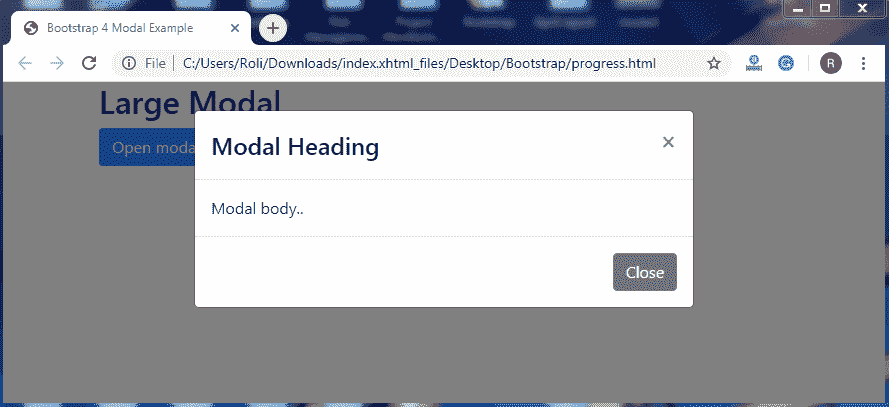 Bootstrap 4 Modal Example
File C:/Users/Roli/Downloads/index.xhtml_files/Desktop/Bootstrap/progress.html R
Large Modal
Open moda
Modal Heading ×
Modal body..
Close